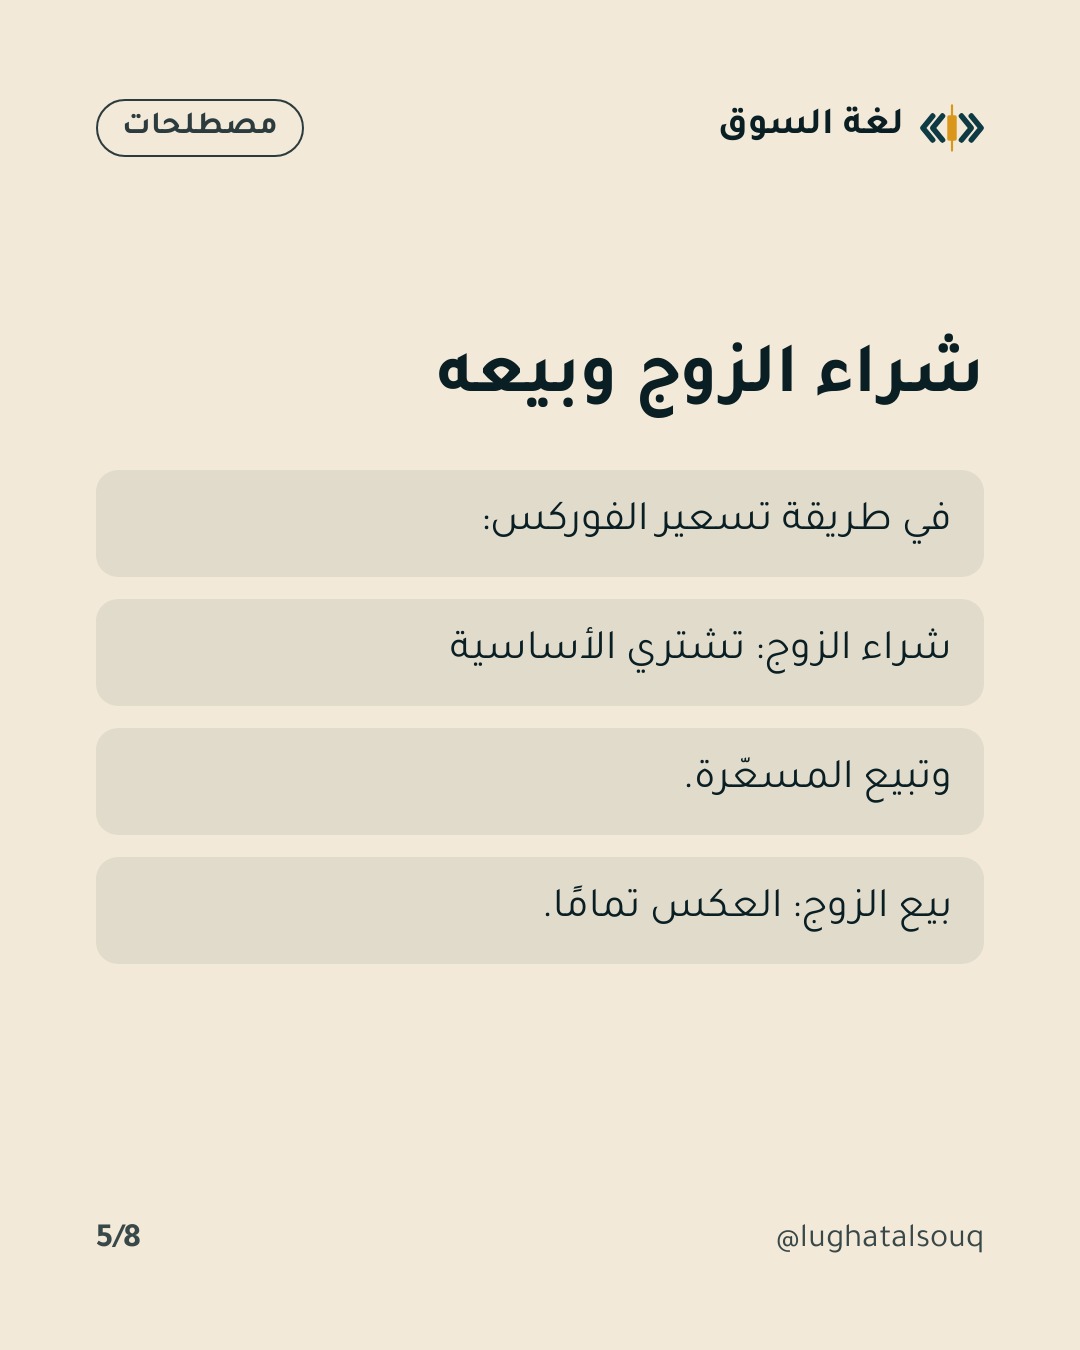 لغة السوق
مصطلحات
شراء الزوج وبيعه
في طريقة تسعير الفوركس:
شراء الزوج: تشتري الأساسية
وتبيع المسعّرة.
بيع الزوج: العكس تمامًا.
@lughatalsouq
5/8